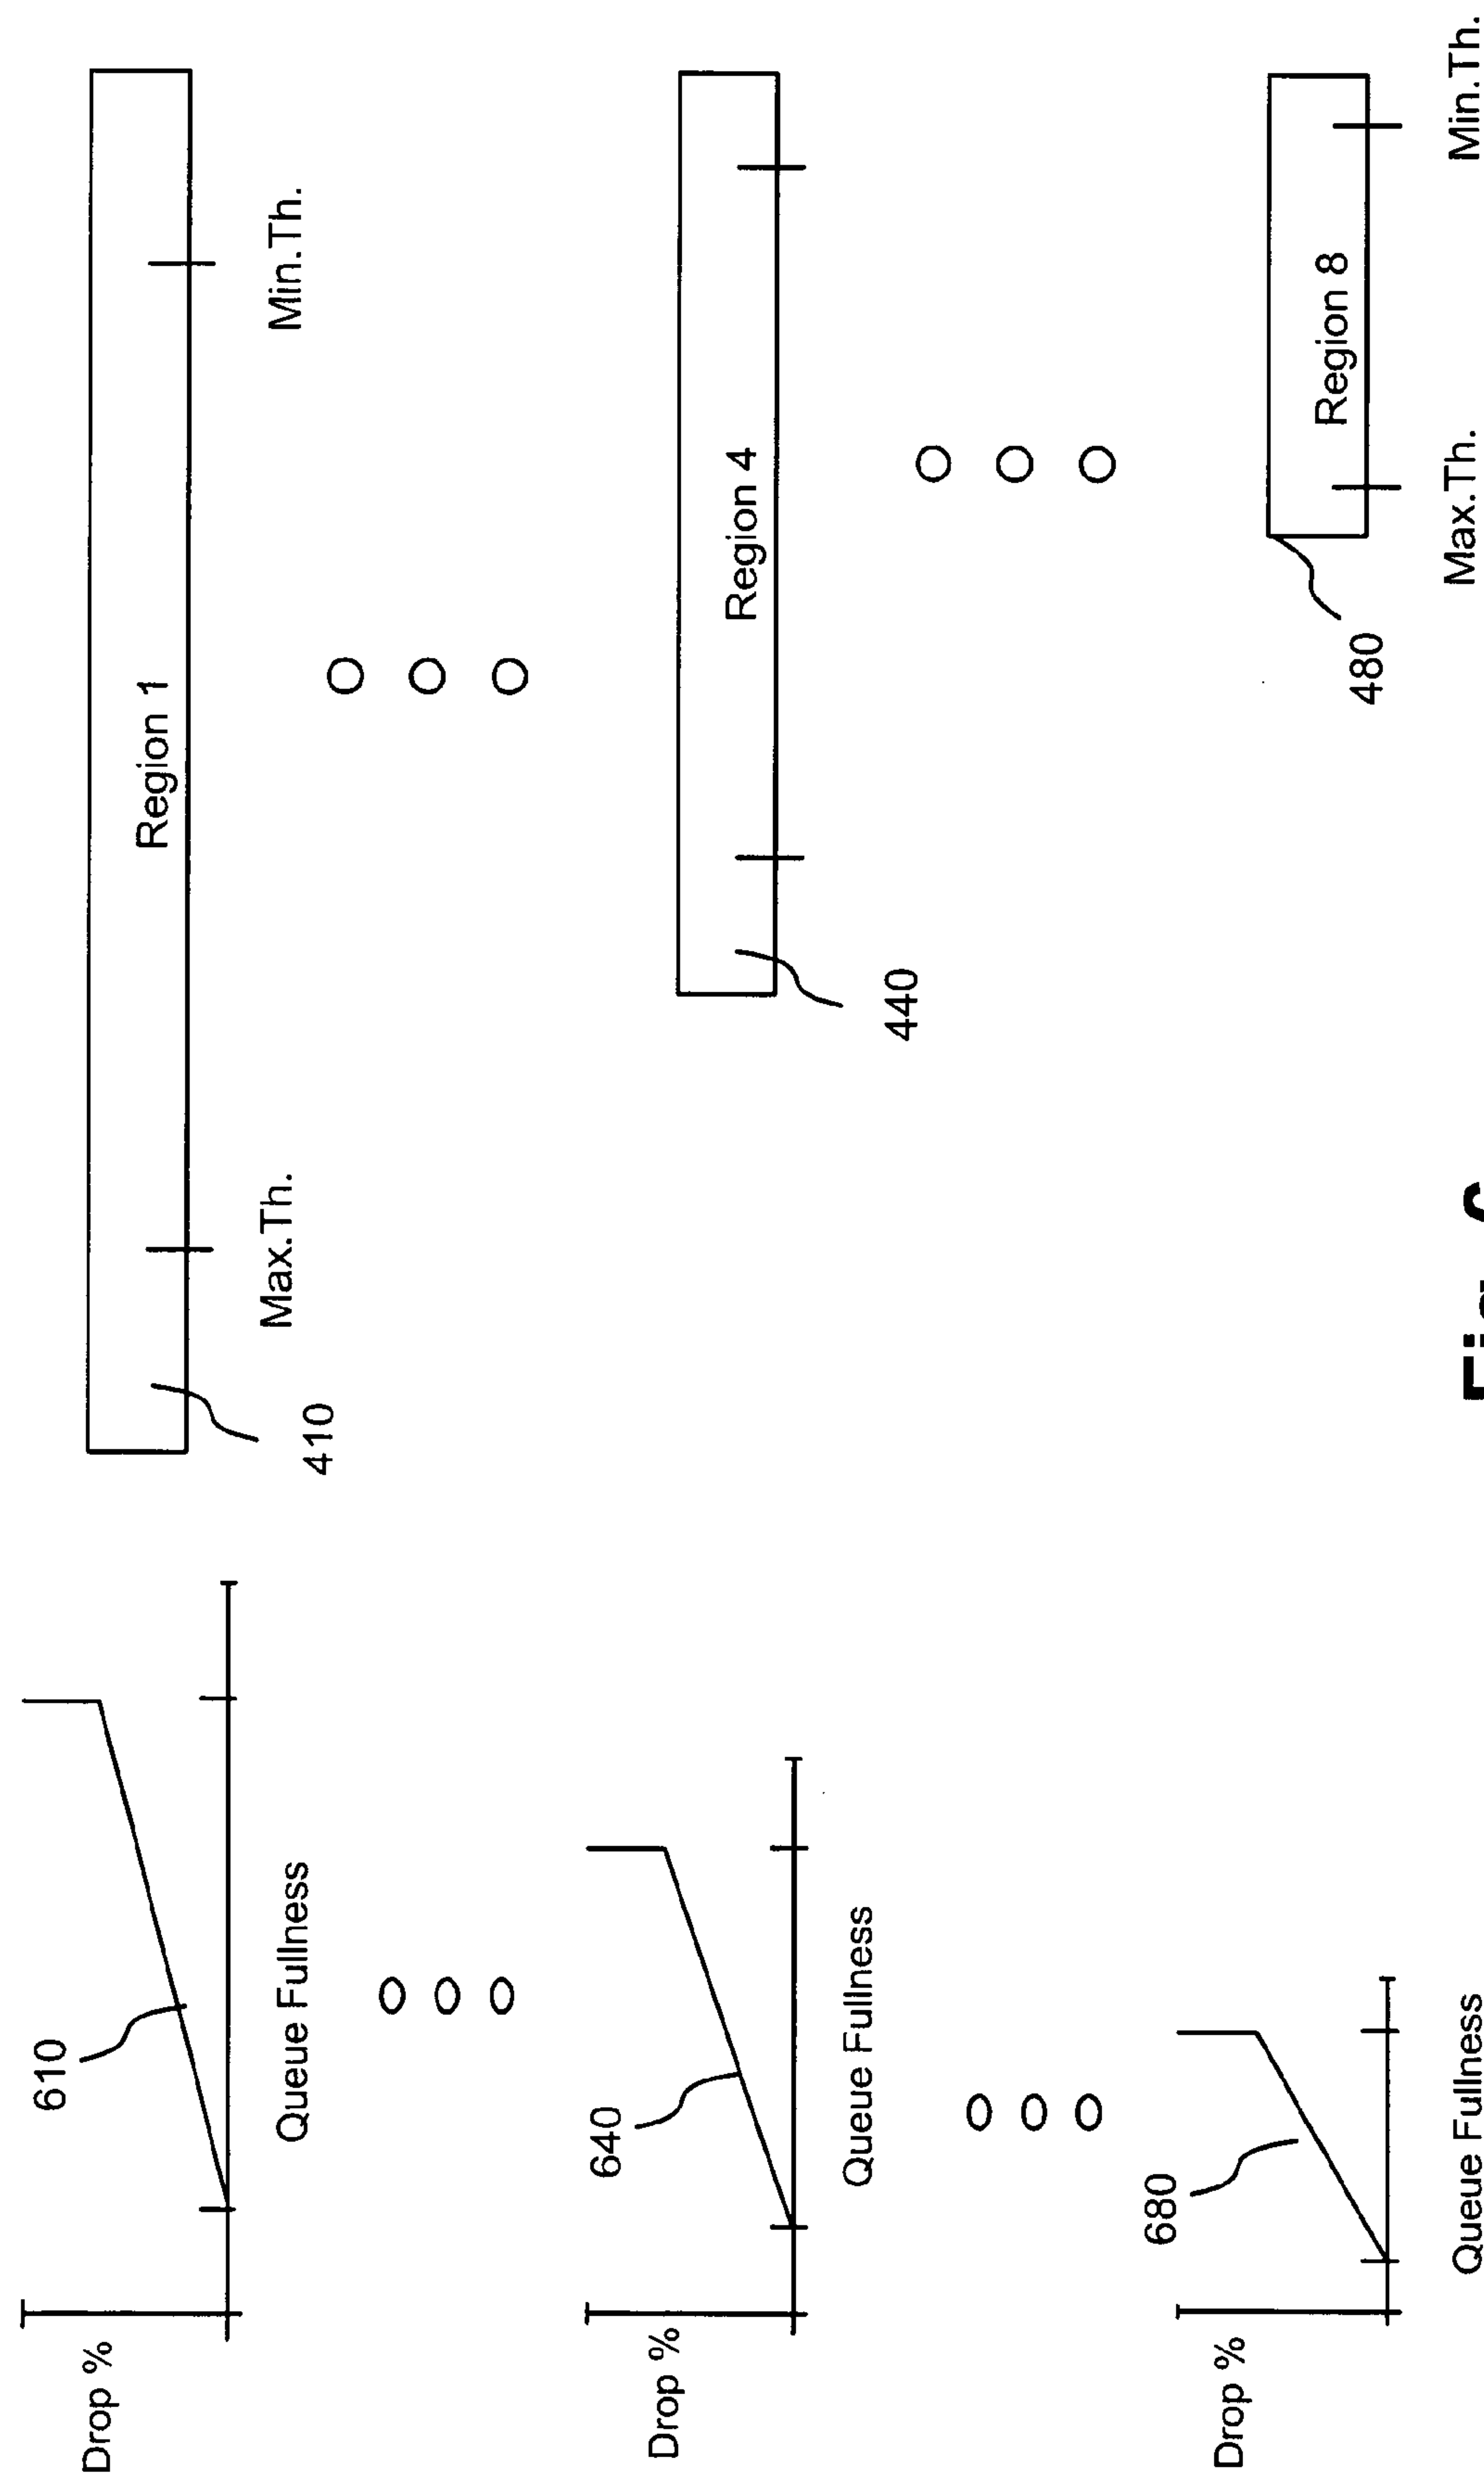 610
Drop %
Region 1
Queue Fullness
410
Max.Th.
Min.Th.
640
Drop %
Region 4
Queue Fullness
440
680
Drop %
Region 8
480
Queue Fullness
Max.Th.
Min.Th.